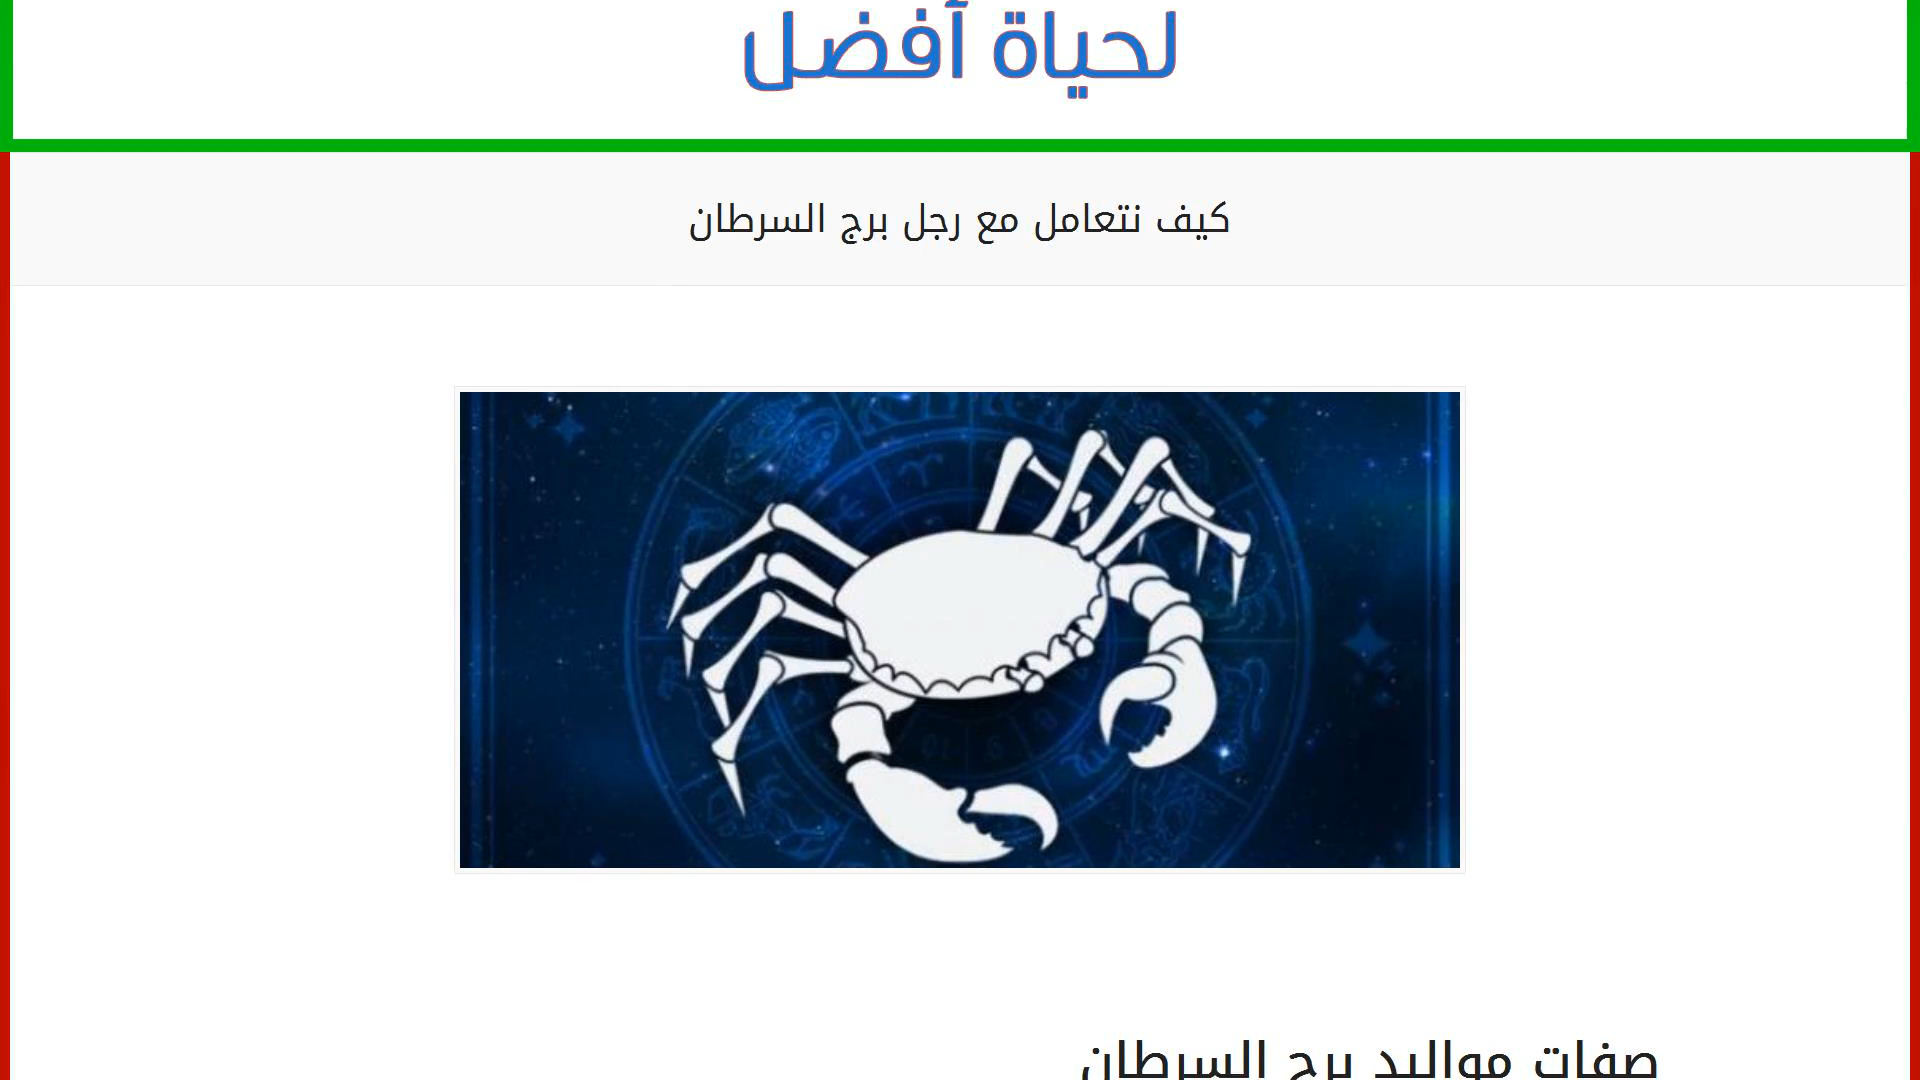 لحياة أفضل
كيف نتعامل مع رجل برج السرطان
صفات مواليد برج السرطان